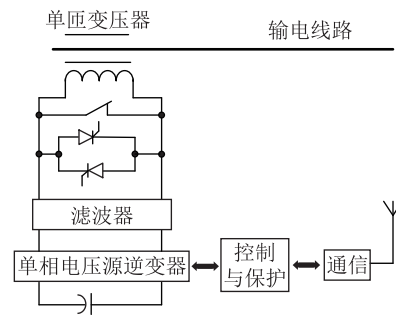 单匝变压器
输电线路
滤波器
单相电压源逆变器
控制
与保护
通信